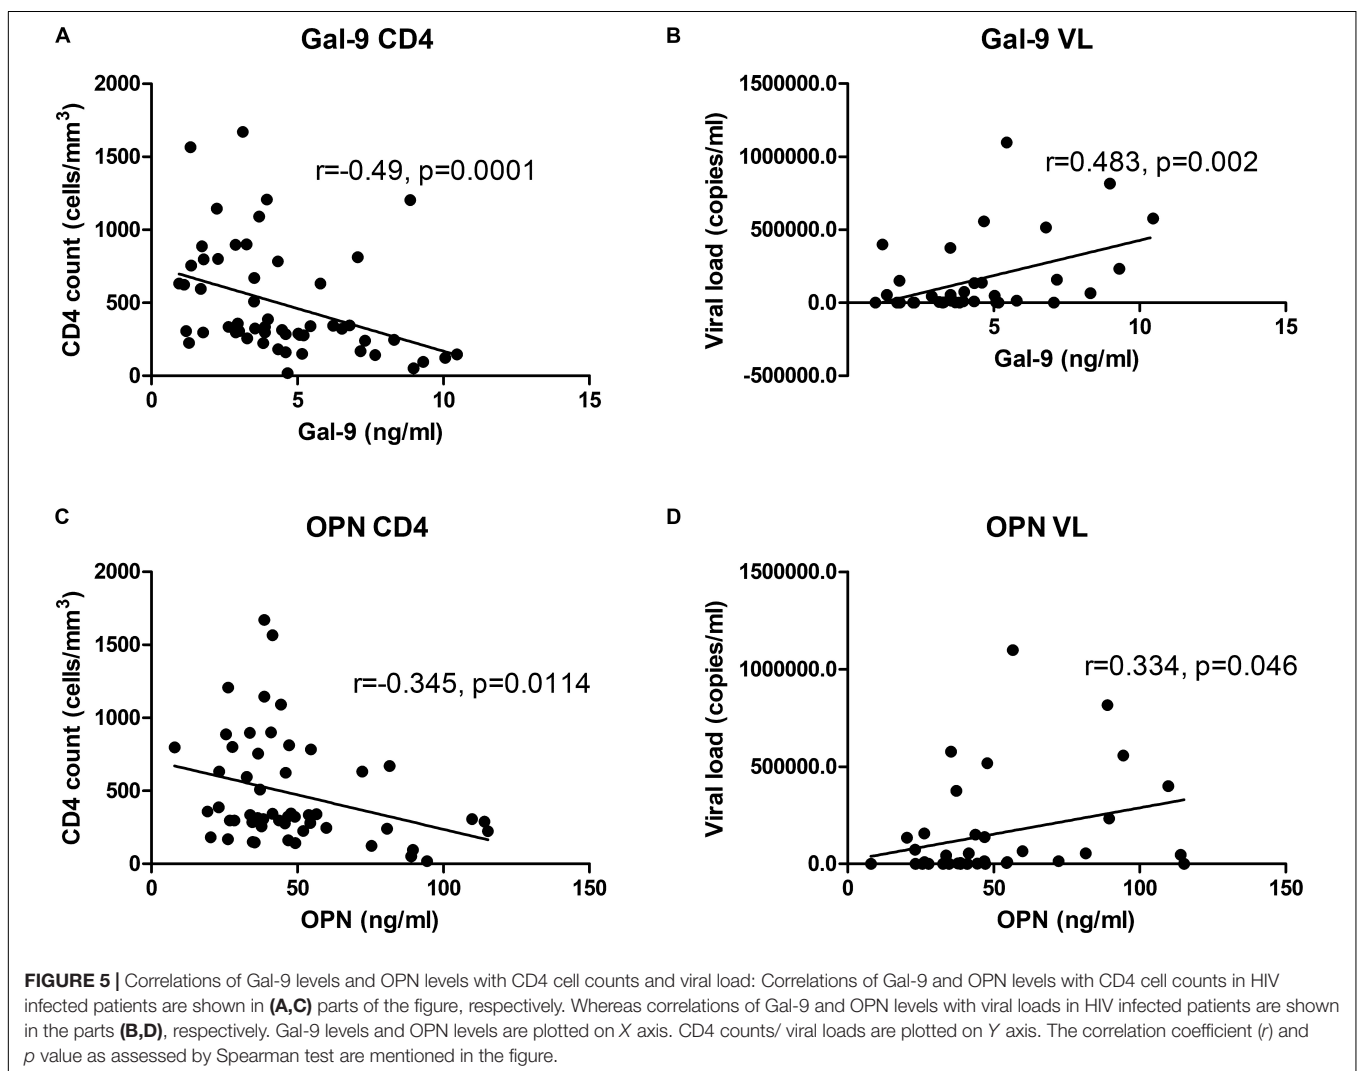 A
Gal-9 CD4
2000
1500
1000
500
0
0 5 10 15
CD4 count (cells/mm³)
Gal-9 (ng/ml)
r=-0.49, p=0.0001
B
Gal-9 VL
1500000.0
1000000.0
500000.0
0.0
-500000.0
5 10 15
Viral load (copies/ml)
Gal-9 (ng/ml)
r=0.483, p=0.002
C
OPN CD4
2000
1500
1000
500
0
0 50 100 150
CD4 count (cells/mm³)
OPN (ng/ml)
r=-0.345, p=0.0114
D
OPN VL
1500000.0
1000000.0
500000.0
0.0
0 50 100 150
Viral load (copies/ml)
OPN (ng/ml)
r=0.334, p=0.046
FIGURE 5 | Correlations of Gal-9 levels and OPN levels with CD4 cell counts and viral load: Correlations of Gal-9 and OPN levels with CD4 cell counts in HIV
infected patients are shown in (A,C) parts of the figure, respectively. Whereas correlations of Gal-9 and OPN levels with viral loads in HIV infected patients are shown
in the parts (B,D), respectively. Gal-9 levels and OPN levels are plotted on X axis. CD4 counts/ viral loads are plotted on Y axis. The correlation coefficient (r) and
p value as assessed by Spearman test are mentioned in the figure.